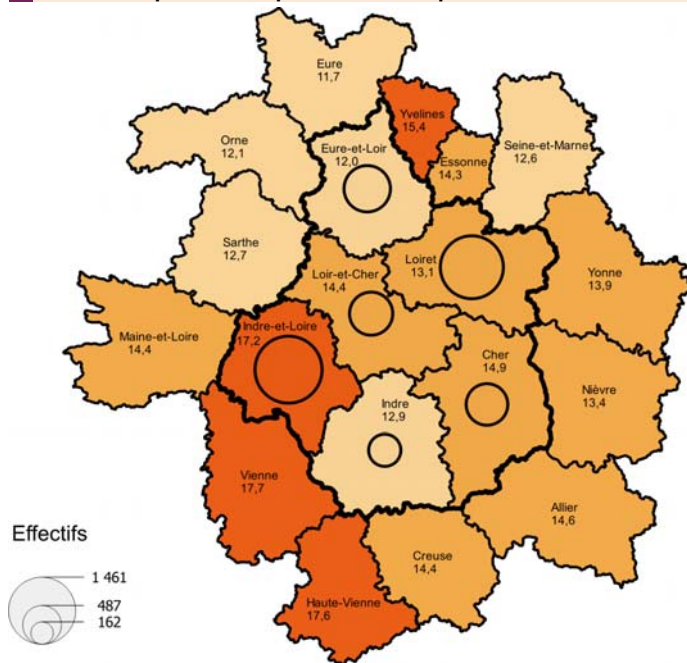 Eure
11,7
Yvelines
15,4
Orne
12,1
Eure-et-Loir
12,0
Essonne
14,3
Seine-et-Marne
12,6
Sarthe
12,7
Loir-et-Cher
14,4
Loiret
13,1
Yonne
13,9
Maine-et-Loire
14,4
Indre-et-Loire
17,2
Cher
14,9
Nièvre
13,4
Indre
12,9
Vienne
17,7
Allier
14,6
Creuse
14,4
Haute-Vienne
17,6
Effectifs
1 461
487
162